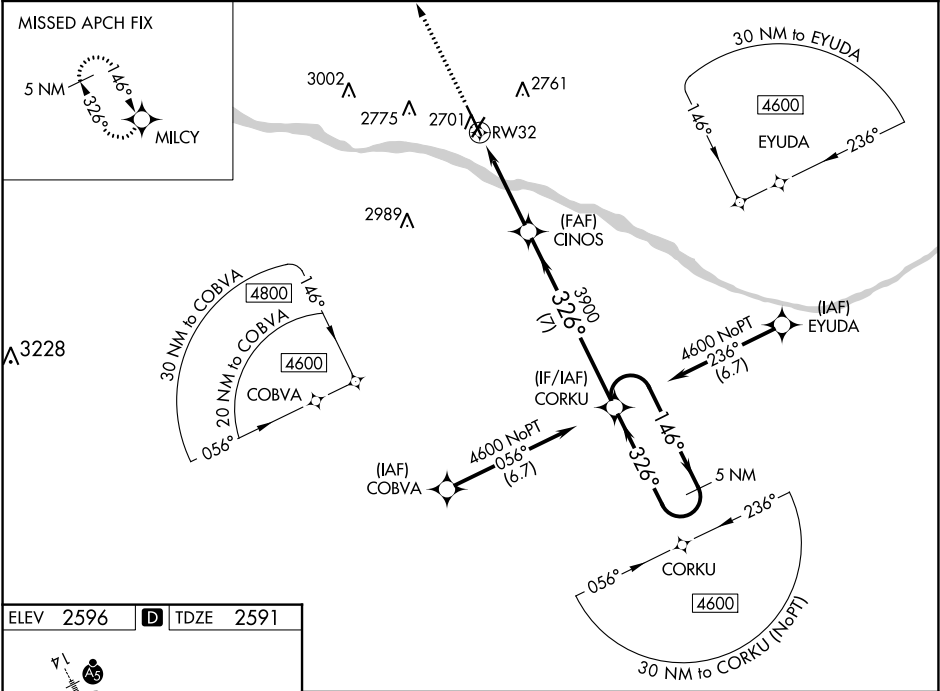 MISSED APCH FIX
5 NM
146°
326°
MILCY
3002
2775
2701
RW32
2761
2989
(FAF)
CINOS
30 NM to EYUDA
4600
EYUDA
146°
236°
30 NM to COBVA
4800
146°
20 NM to COBVA
4600
COBVA
056°
3228
3900
326°
(7)
(IAF)
EYUDA
4600 NoPT
236°
(6.7)
(IF/IAF)
CORKU
146°
326°
5 NM
4600 NoPT
056°
(6.7)
(IAF)
COBVA
236°
056°
CORKU
4600
30 NM to CORKU (NoPT)
ELEV 2596 D TDZE 2591
14
A5